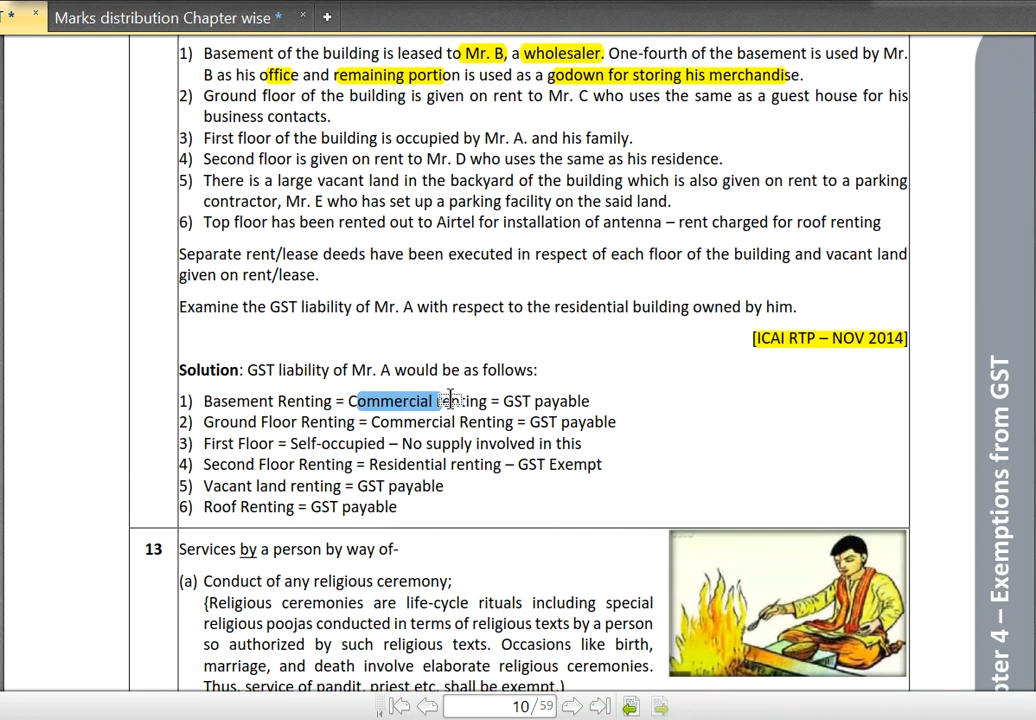 Marks distribution Chapter wise *
1) Basement of the building is leased to Mr. B, a wholesaler. One-fourth of the basement is used by Mr.
B as his office and remaining portion is used as a godown for storing his merchandise.
2) Ground floor of the building is given on rent to Mr. C who uses the same as a guest house for his
business contacts.
3) First floor of the building is occupied by Mr. A. and his family.
4) Second floor is given on rent to Mr. D who uses the same as his residence.
5) There is a large vacant land in the backyard of the building which is also given on rent to a parking
contractor, Mr. E who has set up a parking facility on the said land.
6) Top floor has been rented out to Airtel for installation of antenna – rent charged for roof renting
Separate rent/lease deeds have been executed in respect of each floor of the building and vacant land
given on rent/lease.
Examine the GST liability of Mr. A with respect to the residential building owned by him.
[ICAI RTP – NOV 2014]
Solution: GST liability of Mr. A would be as follows:
1) Basement Renting = Commercial renting = GST payable
2) Ground Floor Renting = Commercial Renting = GST payable
3) First Floor = Self-occupied – No supply involved in this
4) Second Floor Renting = Residential renting – GST Exempt
5) Vacant land renting = GST payable
6) Roof Renting = GST payable
13 Services by a person by way of-
(a) Conduct of any religious ceremony;
{Religious ceremonies are life-cycle rituals including special
religious poojas conducted in terms of religious texts by a person
so authorized by such religious texts. Occasions like birth,
marriage, and death involve elaborate religious ceremonies.
Thus, service of pandit, priest etc. shall be exempt.)
pter 4 – Exemptions from GST
10 / 59